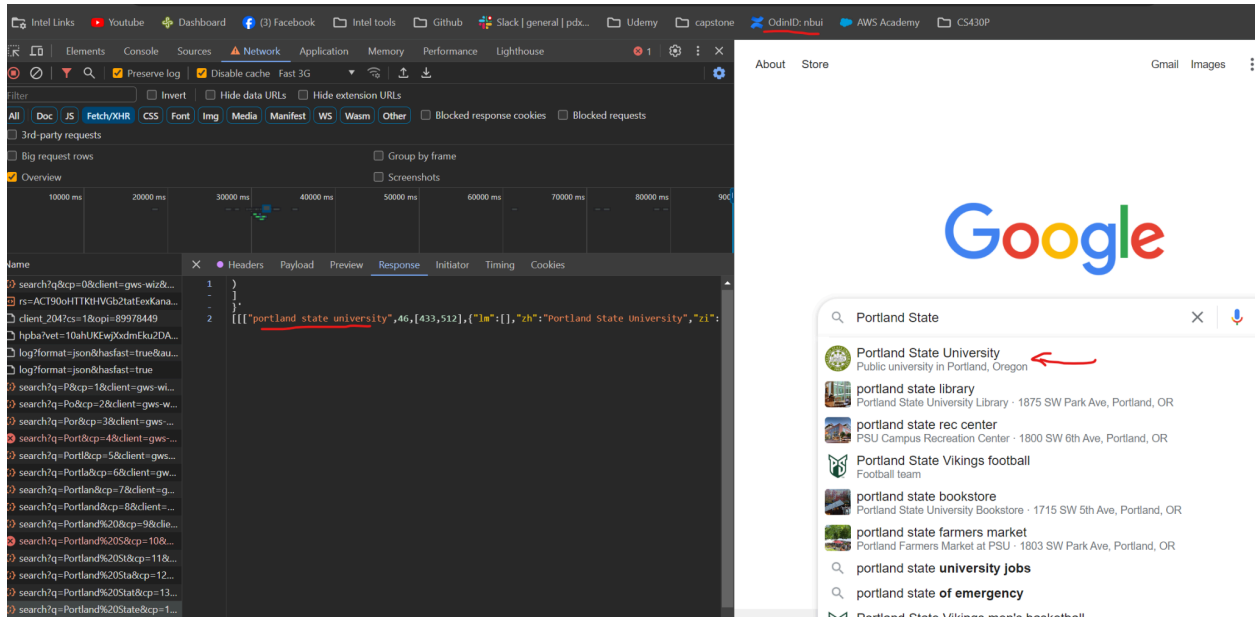 Intel Links Youtube Dashboard (3) Facebook Intel tools Github Slack | general | pdx... Udemy capstone OdinID: nbui AWS Academy CS430P
Elements Console Sources Network Application Memory Performance Lighthouse 1
Preserve log Disable cache Fast 3G
Filter Invert Hide data URLs Hide extension URLs
All Doc JS Fetch/XHR CSS Font Img Media Manifest WS Wasm Other Blocked response cookies Blocked requests
3rd-party requests
Big request rows Group by frame
Overview Screenshots
10000 ms 20000 ms 30000 ms 40000 ms 50000 ms 60000 ms 70000 ms 80000 ms 900
Name
Headers Payload Preview Response Initiator Timing Cookies
search?q&cp=0&client=gws-wiz&...
rs=ACT90oHTTKtHVGb2tatEexKana...
client_204?cs=1&opi=89978449
hpba?vet=10ahUKEwjXxdmEku2DA...
log?format=json&hasfast=true&au...
log?format=json&hasfast=true
search?q=P&cp=1&client=gws-wi...
search?q=Po&cp=2&client=gws-w...
search?q=Por&cp=3&client=gws-...
search?q=Port&cp=4&client=gws-...
search?q=Portl&cp=5&client=gws...
search?q=Portla&cp=6&client=gw...
search?q=Portlan&cp=7&client=g...
search?q=Portland&cp=8&client=...
search?q=Portland%20&cp=9&clie...
search?q=Portland%20S&cp=10&...
search?q=Portland%20St&cp=11&...
search?q=Portland%20Sta&cp=12...
search?q=Portland%20Stat&cp=13...
search?q=Portland%20State&cp=1...
1 )
- ]
- }'
2 [[["portland state university",46,[433,512],{"lm":[],"zh":"Portland State University","zi":
About Store Gmail Images
Google
Portland State
Portland State University
Public university in Portland, Oregon
portland state library
Portland State University Library · 1875 SW Park Ave, Portland, OR
portland state rec center
PSU Campus Recreation Center · 1800 SW 6th Ave, Portland, OR
Portland State Vikings football
Football team
portland state bookstore
Portland State University Bookstore · 1715 SW 5th Ave, Portland, OR
portland state farmers market
Portland Farmers Market at PSU · 1803 SW Park Ave, Portland, OR
portland state university jobs
portland state of emergency
Portland State Vikings men's basketball